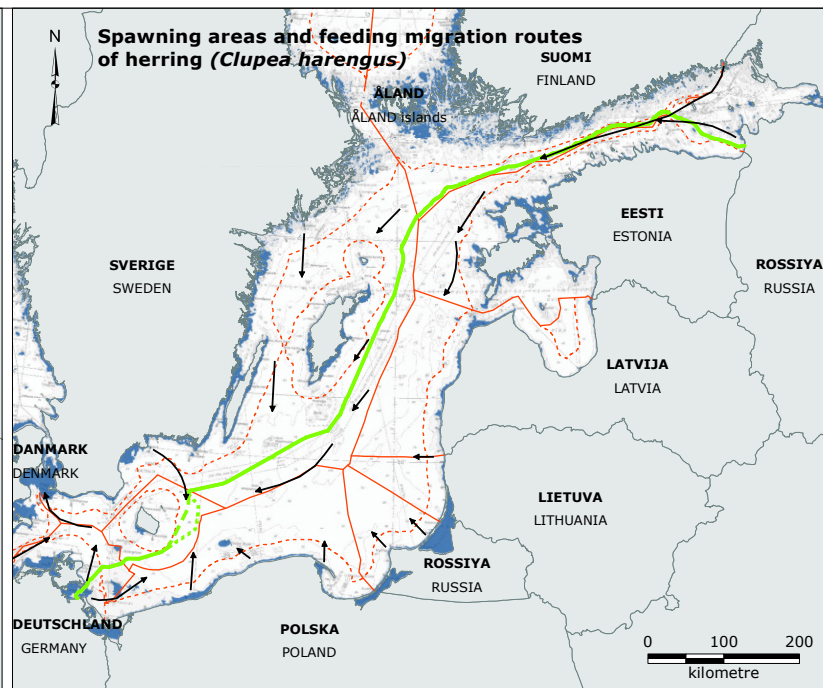 N
Spawning areas and feeding migration routes
of herring (Clupea harengus)
SUOMI
FINLAND
ÅLAND
ÅLAND islands
EESTI
ESTONIA
SVERIGE
SWEDEN
ROSSIYA
RUSSIA
LATVIJA
LATVIA
DANMARK
DENMARK
LIETUVA
LITHUANIA
ROSSIYA
RUSSIA
DEUTSCHLAND
GERMANY
POLSKA
POLAND
0 100 200
kilometre